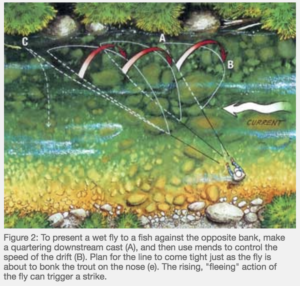 C
A
B
CURRENT
Figure 2: To present a wet fly to a fish against the opposite bank, make
a quartering downstream cast (A), and then use mends to control the
speed of the drift (B). Plan for the line to come tight just as the fly is
about to bonk the trout on the nose (e). The rising, "fleeing" action of
the fly can trigger a strike.